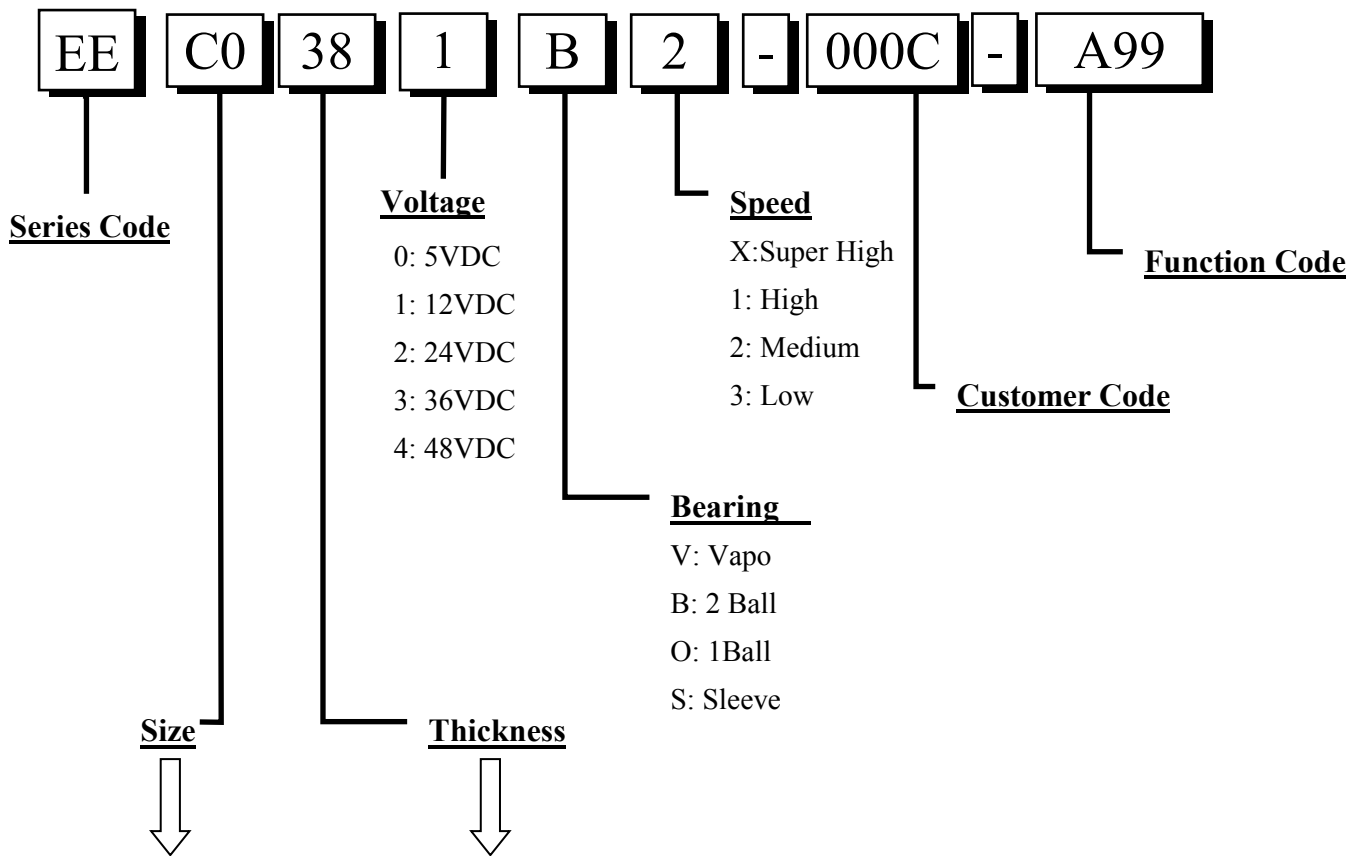 EE C0 38 1 B 2 - 000C - A99
Series Code
Voltage
0: 5VDC
1: 12VDC
2: 24VDC
3: 36VDC
4: 48VDC
Speed
X:Super High
1: High
2: Medium
3: Low
Function Code
Customer Code
Bearing
V: Vapo
B: 2 Ball
O: 1Ball
S: Sleeve
Size
Thickness